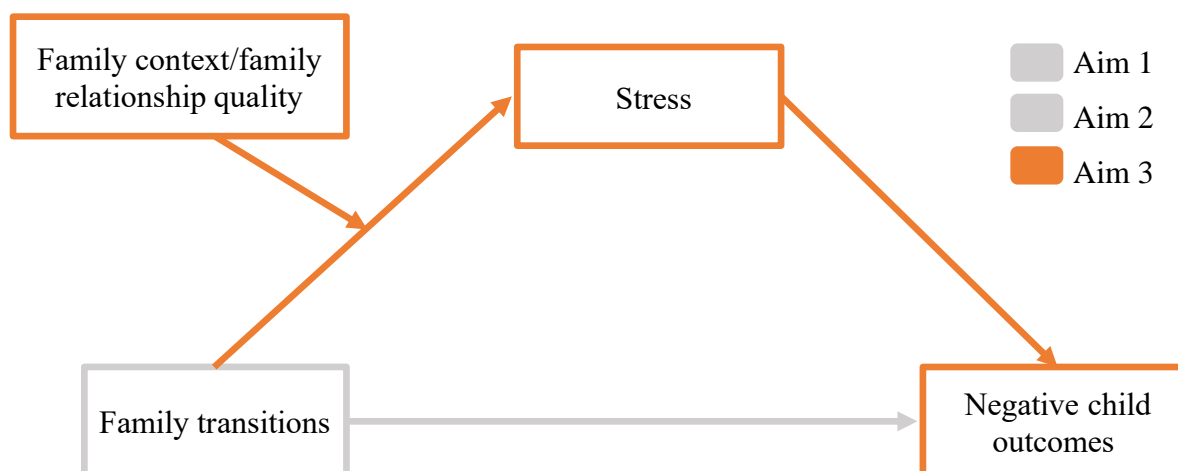 Family context/family
relationship quality
Stress
Aim 1
Aim 2
Aim 3
Family transitions
Negative child
outcomes